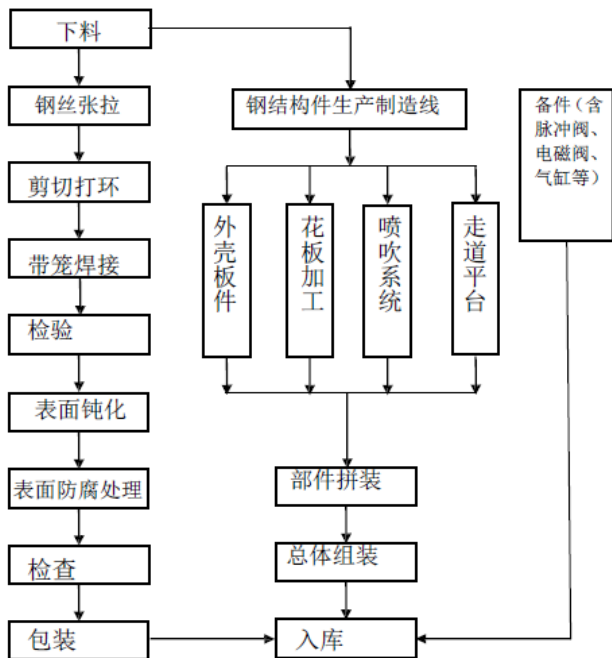 下料
钢丝张拉
剪切打环
带笼焊接
检验
表面钝化
表面防腐处理
检查
包装
钢结构件生产制造线
外壳板件
花板加工
喷吹系统
走道平台
部件拼装
总体组装
入库
备件（含
脉冲阀、
电磁阀、
气缸等）